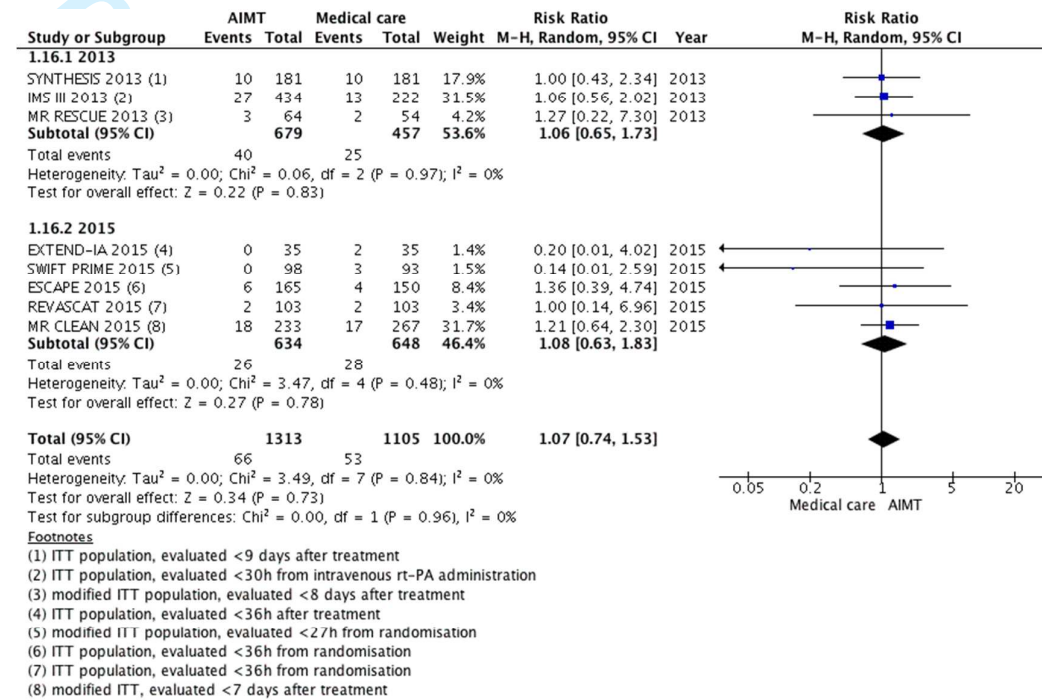 AIMT Medical care Risk Ratio Risk Ratio
Study or Subgroup Events Total Events Total Weight M-H, Random, 95% CI Year M-H, Random, 95% CI
1.16.1 2013
SYNTHESIS 2013 (1) 10 181 10 181 17.9% 1.00 [0.43, 2.34] 2013
IMS III 2013 (2) 27 434 13 222 31.5% 1.06 [0.56, 2.02] 2013
MR RESCUE 2013 (3) 3 64 2 54 4.2% 1.27 [0.22, 7.30] 2013
Subtotal (95% CI) 679 457 53.6% 1.06 [0.65, 1.73]
Total events 40 25
Heterogeneity: Tau² = 0.00; Chi² = 0.06, df = 2 (P = 0.97); I² = 0%
Test for overall effect: Z = 0.22 (P = 0.83)
1.16.2 2015
EXTEND-IA 2015 (4) 0 35 2 35 1.4% 0.20 [0.01, 4.02] 2015
SWIFT PRIME 2015 (5) 0 98 3 93 1.5% 0.14 [0.01, 2.59] 2015
ESCAPE 2015 (6) 6 165 4 150 8.4% 1.36 [0.39, 4.74] 2015
REVASCAT 2015 (7) 2 103 2 103 3.4% 1.00 [0.14, 6.96] 2015
MR CLEAN 2015 (8) 18 233 17 267 31.7% 1.21 [0.64, 2.30] 2015
Subtotal (95% CI) 634 648 46.4% 1.08 [0.63, 1.83]
Total events 26 28
Heterogeneity: Tau² = 0.00; Chi² = 3.47, df = 4 (P = 0.48); I² = 0%
Test for overall effect: Z = 0.27 (P = 0.78)
Total (95% CI) 1313 1105 100.0% 1.07 [0.74, 1.53]
Total events 66 53
Heterogeneity: Tau² = 0.00; Chi² = 3.49, df = 7 (P = 0.84); I² = 0%
Test for overall effect: Z = 0.34 (P = 0.73)
Test for subgroup differences: Chi² = 0.00, df = 1 (P = 0.96), I² = 0%
0.05 0.2 1 5 20
Medical care AIMT
Footnotes
(1) ITT population, evaluated <9 days after treatment
(2) ITT population, evaluated <30h from intravenous rt-PA administration
(3) modified ITT population, evaluated <8 days after treatment
(4) ITT population, evaluated <36h after treatment
(5) modified ITT population, evaluated <27h from randomisation
(6) ITT population, evaluated <36h from randomisation
(7) ITT population, evaluated <36h from randomisation
(8) modified ITT, evaluated <7 days after treatment